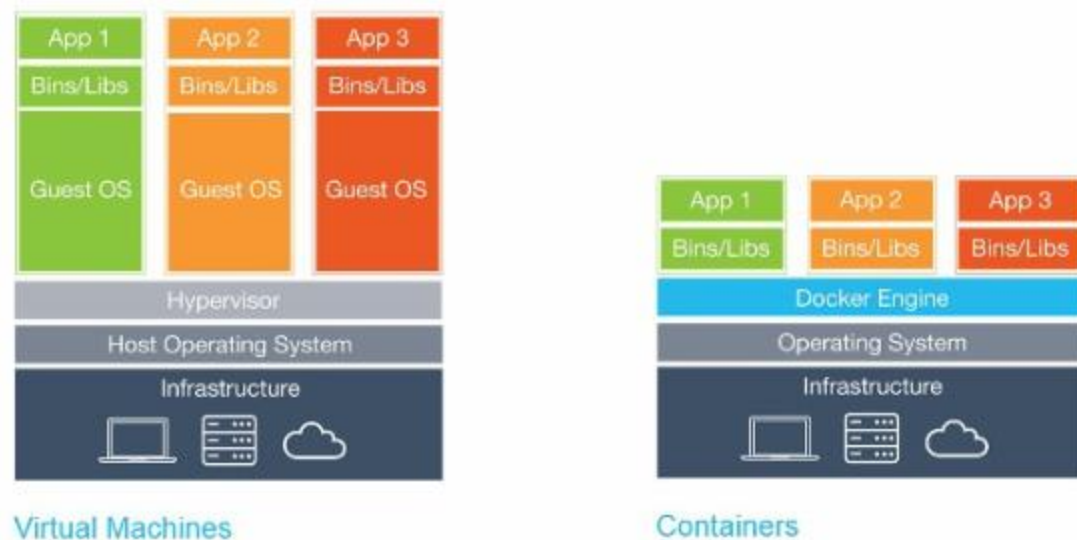 App 1
App 2
App 3
Bins/Libs
Bins/Libs
Bins/Libs
Guest OS
Guest OS
Guest OS
Hypervisor
Host Operating System
Infrastructure
Virtual Machines
App 1
App 2
App 3
Bins/Libs
Bins/Libs
Bins/Libs
Docker Engine
Operating System
Infrastructure
Containers